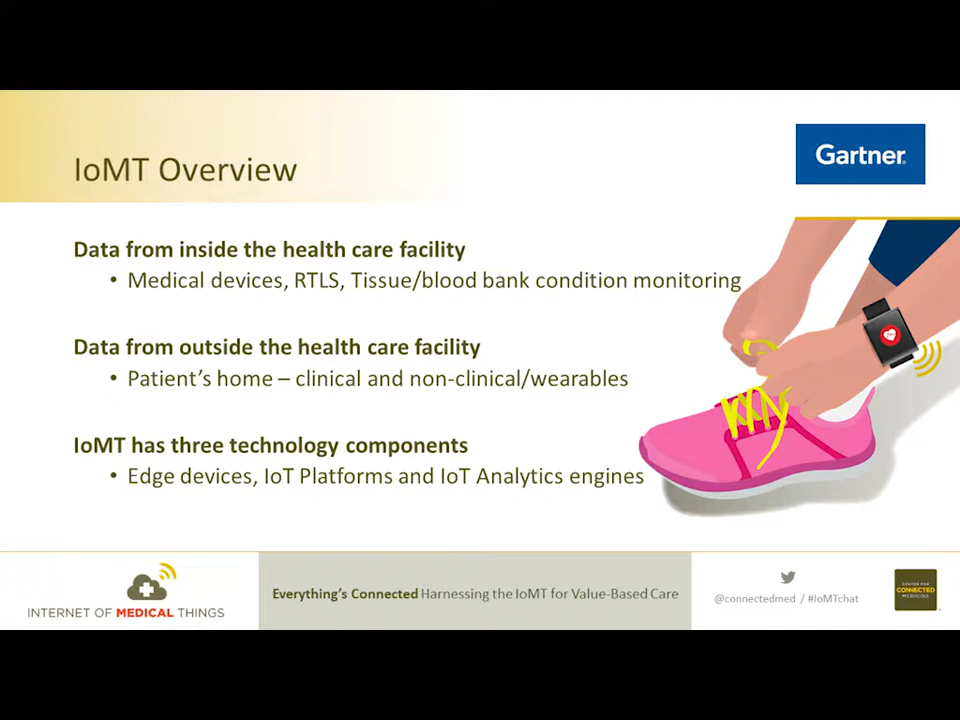 IoMT Overview
Gartner
Data from inside the health care facility
• Medical devices, RTLS, Tissue/blood bank condition monitoring
Data from outside the health care facility
• Patient's home – clinical and non-clinical/wearables
IoMT has three technology components
• Edge devices, IoT Platforms and IoT Analytics engines
INTERNET OF MEDICAL THINGS
Everything's Connected Harnessing the IoMT for Value-Based Care
@connectedmed / #IoMTchat
CENTER FOR
CONNECTED
MEDICINE